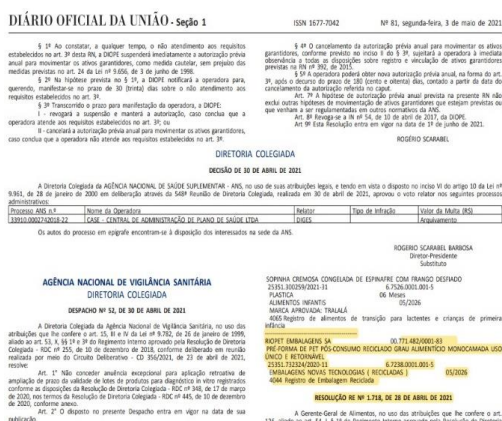 DIÁRIO OFICIAL DA UNIÃO - Seção 1
ISSN 1677-7042
Nº 81, segunda-feira, 3 de maio de 2021
§ 1º Ao constatar, a qualquer tempo, o não atendimento aos requisitos
estabelecidos no art. 3º desta RN, a DIOPE suspenderá imediatamente a autorização prévia
anual para movimentar os ativos garantidores, como medida cautelar, sem prejuízo das
medidas previstas no art. 24 da Lei nº 9.656, de 3 de junho de 1998.
§ 2º Na hipótese prevista no § 1º, a DIOPE notificará a operadora para,
querendo, manifestar-se no prazo de 30 (trinta) dias sobre o não atendimento aos
requisitos estabelecidos no art. 3º.
§ 3º Transcorrido o prazo para manifestação da operadora, a DIOPE:
I - revogará a suspensão e manterá a autorização, caso conclua que a
operadora atende aos requisitos estabelecidos no art. 3º; ou
II - cancelará a autorização prévia anual para movimentar os ativos garantidores,
caso conclua que a operadora não atende aos requisitos estabelecidos no art. 3º.
§ 4º O cancelamento da autorização prévia anual para movimentar os ativos
garantidores, conforme previsto no inciso II do § 3º, sujeitará a operadora à imediata
observância a todas as disposições sobre registro e vinculação de ativos garantidores
previstas na RN nº 392, de 2015.
§ 5º A operadora poderá obter nova autorização prévia anual, na forma do art.
3º, após o decurso do prazo de 180 (cento e oitenta) dias, contado a partir da data do
cancelamento da autorização referida no caput.
Art. 7º A hipótese de autorização prévia anual prevista na presente RN não
exclui outras hipóteses de movimentação de ativos garantidores que estejam previstas ou
que venham a ser regulamentadas em outros normativos da ANS.
Art. 8º Revoga-se a IN nº 54, de 10 de abril de 2017, da DIOPE.
Art. 9º Esta Resolução entra em vigor na data de 1º de junho de 2021.
ROGÉRIO SCARABEL
DIRETORIA COLEGIADA
DECISÃO DE 30 DE ABRIL DE 2021
A Diretoria Colegiada da AGÊNCIA NACIONAL DE SAÚDE SUPLEMENTAR - ANS, no uso de suas atribuições legais, e tendo em vista o disposto no inciso VI do artigo 10 da Lei nº
9.961, de 28 de janeiro de 2000 em deliberação através da 548ª Reunião de Diretoria Colegiada, realizada em 30 de abril de 2021, aprovou o voto relator nos seguintes processos
administrativos:
Processo ANS n.º Nome da Operadora Relator Tipo de Infração Valor da Multa (R$)
33910.0002742018-22 CASE - CENTRAL DE ADMINISTRAÇÃO DE PLANO DE SAÚDE LTDA DIGES Arquivamento
Os autos do processo em epígrafe encontram-se à disposição dos interessados na sede da ANS.
ROGERIO SCARABEL BARBOSA
Diretor-Presidente
Substituto
AGÊNCIA NACIONAL DE VIGILÂNCIA SANITÁRIA
DIRETORIA COLEGIADA
DESPACHO Nº 52, DE 30 DE ABRIL DE 2021
A Diretoria Colegiada da Agência Nacional de Vigilância Sanitária, no uso das
atribuições que lhe confere o art. 15, III e IV da Lei nº 9.782, de 26 de janeiro de 1999,
aliado ao art. 53, X, §§ 1º e 3º do Regimento Interno aprovado pela Resolução de Diretoria
Colegiada - RDC nº 255, de 10 de dezembro de 2018, conforme deliberado em reunião
realizada por meio do Circuito Deliberativo - CD 356/2021, de 23 de abril de 2021,
resolve:
Art. 1º Não conceder anuência excepcional para aplicação retroativa de
ampliação de prazo da validade de lotes de produtos para diagnóstico in vitro registrados
conforme as disposições da Resolução de Diretoria Colegiada - RDC nº 348, de 17 de março
de 2020, nos termos da Resolução de Diretoria Colegiada - RDC nº 445, de 10 de dezembro
de 2020, conforme anexo.
Art. 2º O disposto no presente Despacho entra em vigor na data de sua
publicação.
SOPINHA CREMOSA CONGELADA DE ESPINAFRE COM FRANGO DESFIADO
25351.300259/2021-31 6.7526.0001.001-5
PLASTICA 06 Meses
ALIMENTOS INFANTIS 05/2026
MARCA APROVADA: TRALALÁ
4065 Registro de alimentos de transição para lactentes e crianças de primeira
infância
RIOPET EMBALAGENS SA 00.771.482/0001-83
PRÉ-FORMA DE PET PÓS-CONSUMO RECICLADO GRAU ALIMENTÍCIO MONOCAMADA USO
ÚNICO E RETORNÁVEL
25351.732324/2020-11 6.7238.0001.001-5
EMBALAGENS NOVAS TECNOLOGIAS ( RECICLADAS ) 05/2026
4044 Registro de Embalagem Reciclada
RESOLUÇÃO RE Nº 1.718, DE 28 DE ABRIL DE 2021
A Gerente-Geral de Alimentos, no uso das atribuições que lhe confere o art.